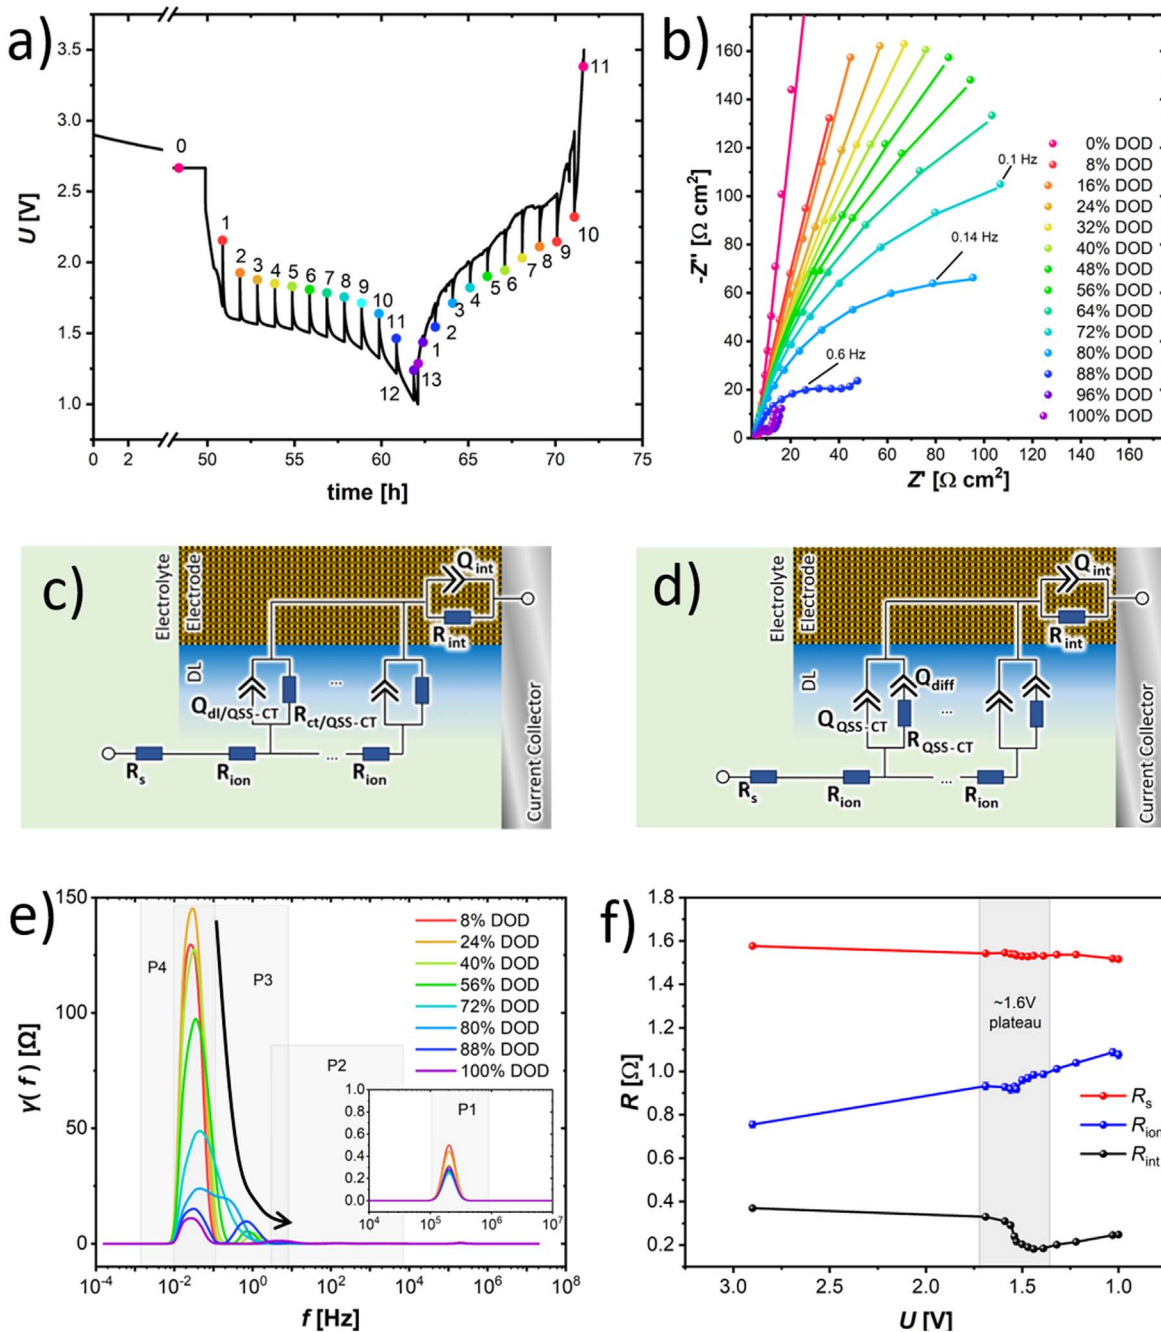 a)
U [V]
3.5
3.0
2.5
2.0
1.5
1.0
0
1
2
3
4
5
6
7
8
9
10
11
12
13
1
2
3
4
5
6
7
8
9
10
11
0 2 50 55 60 65 70 75
time [h]
b)
-Z'' [Ω cm²]
160
140
120
100
80
60
40
20
0
0.1 Hz
0.14 Hz
0.6 Hz
0% DOD
8% DOD
16% DOD
24% DOD
32% DOD
40% DOD
48% DOD
56% DOD
64% DOD
72% DOD
80% DOD
88% DOD
96% DOD
100% DOD
20 40 60 80 100 120 140 160
Z' [Ω cm²]
c)
Electrolyte
Electrode
DL
Q_int
R_int
Q_dl/QSS-CT
R_ct/QSS-CT
...
R_s
R_ion
...
R_ion
Current Collector
d)
Electrolyte
Electrode
DL
Q_int
R_int
Q_diff
Q_QSS-CT
R_QSS-CT
...
R_s
R_ion
...
R_ion
Current Collector
e)
γ(f) [Ω]
150
100
50
0
P4
P3
P2
8% DOD
24% DOD
40% DOD
56% DOD
72% DOD
80% DOD
88% DOD
100% DOD
P1
1.0
0.8
0.6
0.4
0.2
0.0
10⁴ 10⁵ 10⁶ 10⁷
10⁻⁴ 10⁻² 10⁰ 10² 10⁴ 10⁶ 10⁸
f [Hz]
f)
R [Ω]
1.8
1.6
1.4
1.2
1.0
0.8
0.6
0.4
0.2
~1.6V
plateau
R_s
R_ion
R_int
3.0 2.5 2.0 1.5 1.0
U [V]